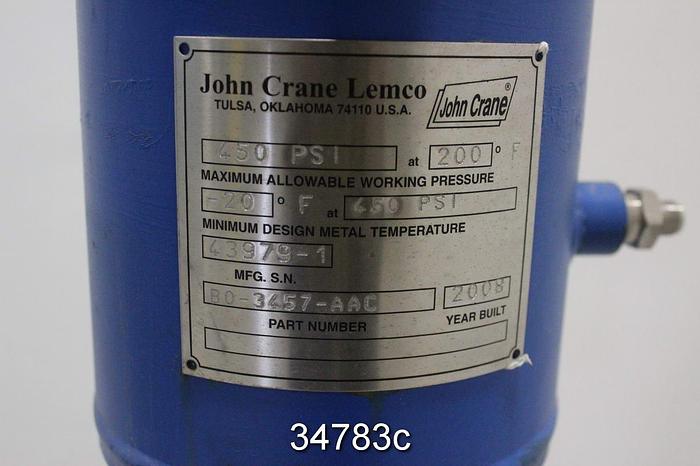 John Crane Lemco
TULSA, OKLAHOMA 74110 U.S.A.
John Crane®
450 PSI at 200 ° F
MAXIMUM ALLOWABLE WORKING PRESSURE
-20 ° F at 450 PSI
MINIMUM DESIGN METAL TEMPERATURE
43979-1
MFG. S.N.
BO-3457-AAC 2008
PART NUMBER YEAR BUILT
34783c